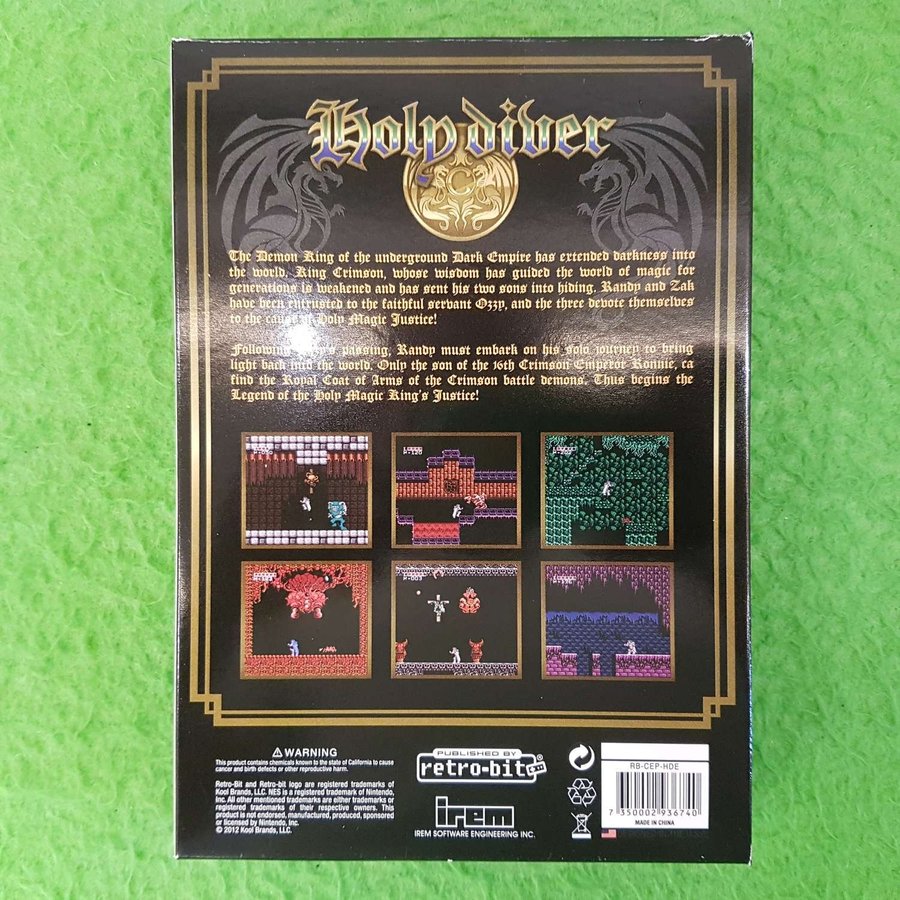 Holy diver
The Demon King of the underground Dark Empire has extended darkness into
the world. King Crimson, whose wisdom has guided the world of magic for
generations is weakened and has sent his two sons into hiding. Randy and Zak
have been entrusted to the faithful servant Ozzy, and the three devote themselves
to the cause of Holy Magic Justice!
Following passing, Randy must embark on his solo journey to bring
light back into the world. Only the son of the 16th Crimson Emperor Ronnie, ca
find the Royal Coat of Arms of the Crimson battle demons. Thus begins the
Legend of the Holy Magic King's Justice!
⚠WARNING
This product contains chemicals known to the state of California to cause
cancer and birth defects or other reproductive harm.
Retro-Bit and Retro-bit logo are registered trademarks of
Kool Brands, LLC. NES is a registered trademark of Nintendo,
Inc. All other mentioned trademarks are either trademarks or
registered trademarks of their respective owners. This
product is not endorsed, manufactured, produced, sponsored
or licensed by Nintendo, Inc.
© 2012 Kool Brands, LLC.
PUBLISHED BY
retro-bit
irem
IREM SOFTWARE ENGINEERING INC.
RB-CEP-HDE
7 350002 936740
MADE IN CHINA